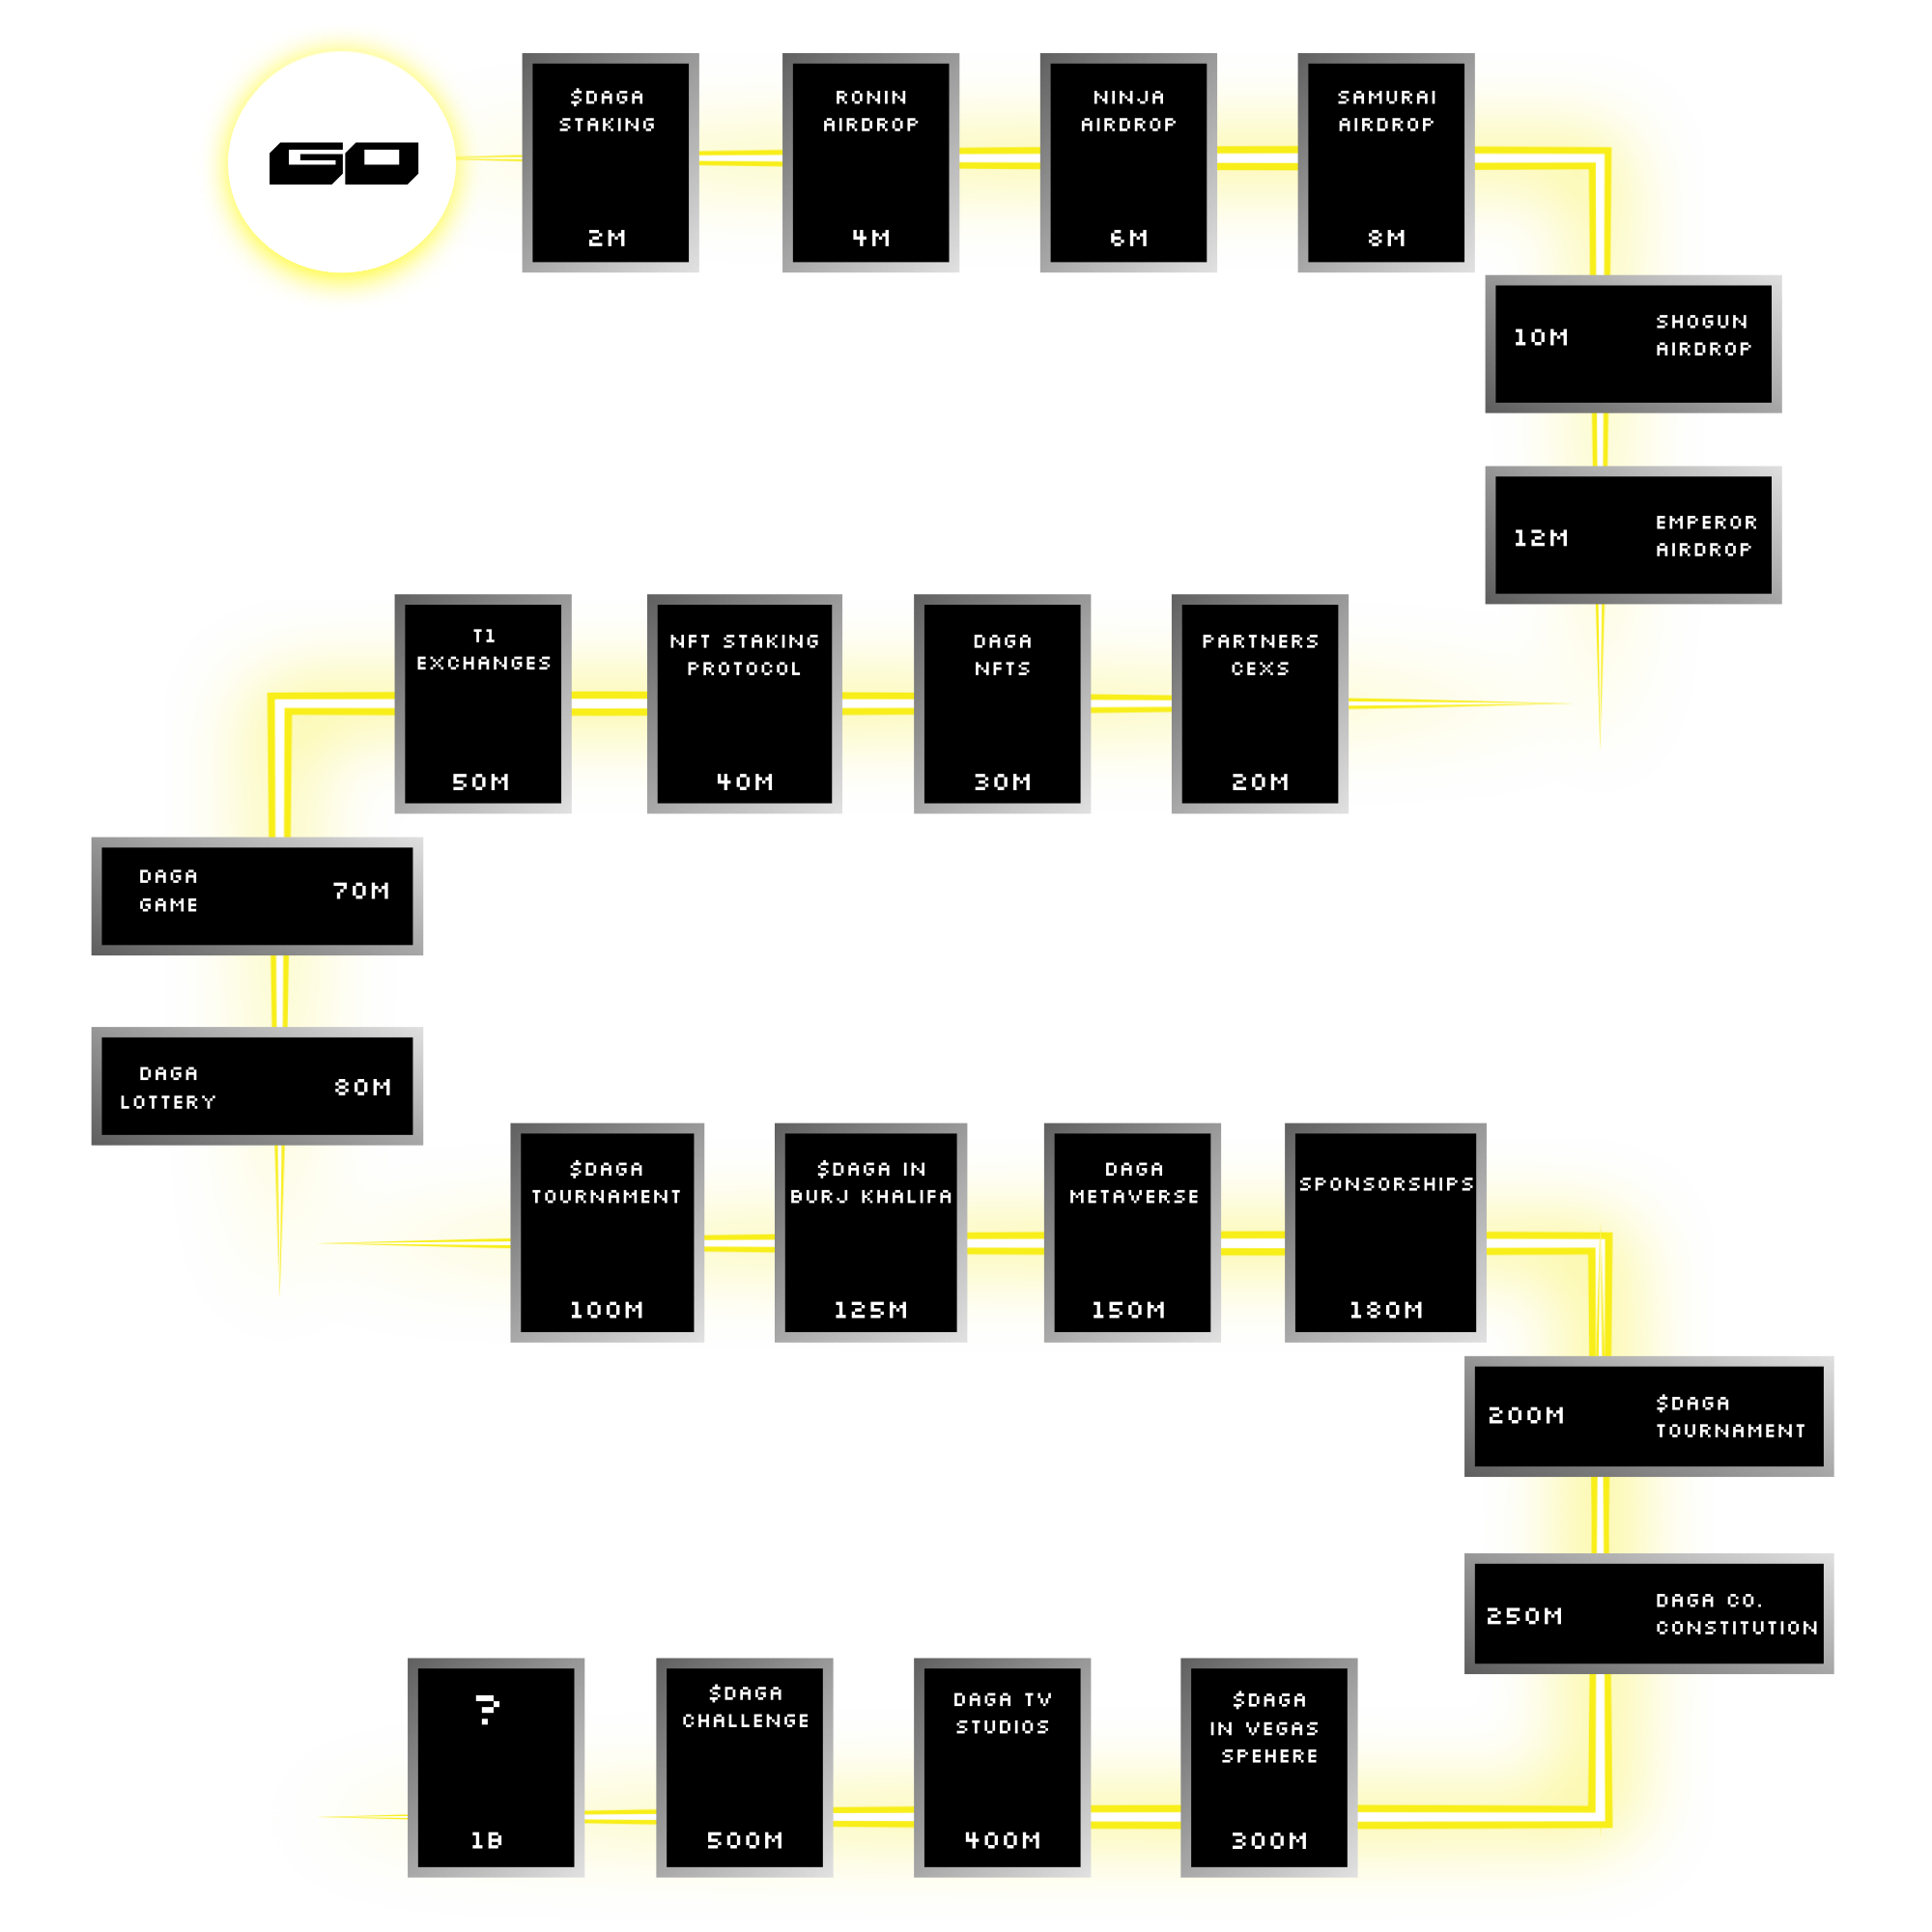 GO
$DAGA
STAKING
2M
RONIN
AIRDROP
4M
NINJA
AIRDROP
6M
SAMURAI
AIRDROP
8M
10M
SHOGUN
AIRDROP
12M
EMPEROR
AIRDROP
PARTNERS
CEXS
20M
DAGA
NFTS
30M
NFT STAKING
PROTOCOL
40M
T1
EXCHANGES
50M
DAGA
GAME
70M
DAGA
LOTTERY
80M
$DAGA
TOURNAMENT
100M
$DAGA IN
BURJ KHALIFA
125M
DAGA
METAVERSE
150M
SPONSORSHIPS
180M
200M
$DAGA
TOURNAMENT
250M
DAGA CO.
CONSTITUTION
$DAGA
IN VEGAS
SPEHERE
300M
DAGA TV
STUDIOS
400M
$DAGA
CHALLENGE
500M
?
1B